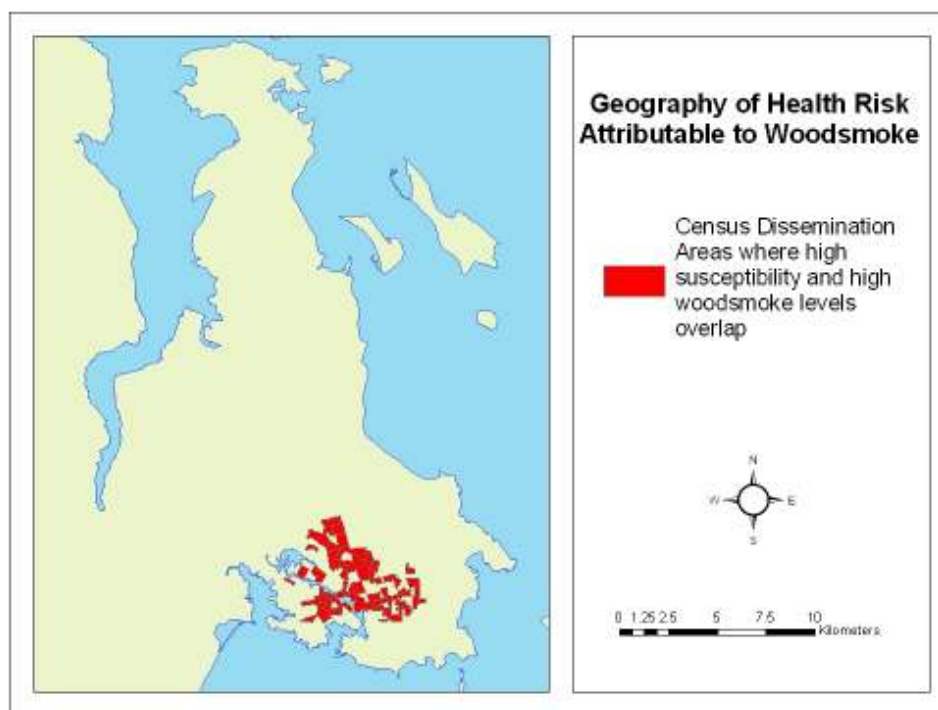 Geography of Health Risk
Attributable to Woodsmoke
Census Dissemination
Areas where high
susceptibility and high
woodsmoke levels
overlap
N
W E
S
0 1.25 2.5 5 7.5 10
Kilometers